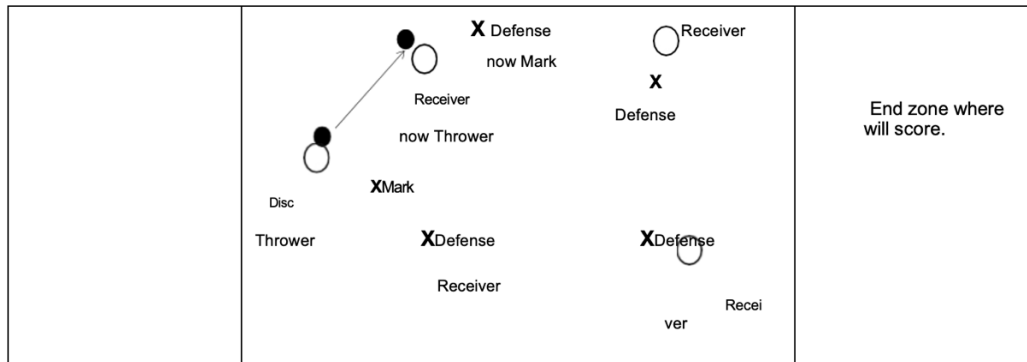 X Defense
now Mark
Receiver
now Thrower
Receiver
X
Defense
End zone where
will score.
XMark
Disc
Thrower
XDefense
Receiver
XDefense
Recei
ver